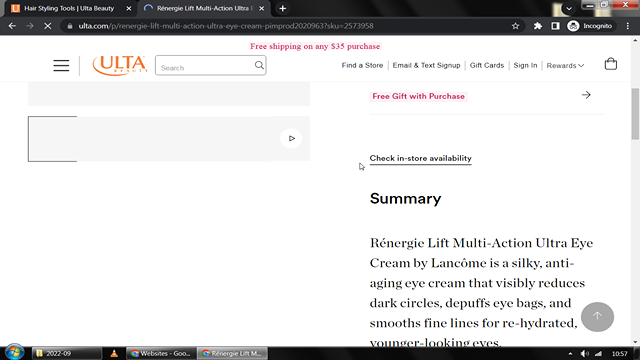 Hair Styling Tools | Ulta Beauty
Rénergie Lift Multi-Action Ultra
ulta.com/p/renergie-lift-multi-action-ultra-eye-cream-pimprod2020963?sku=2573958
Incognito
Free shipping on any $35 purchase
ULTA
BEAUTY
Search
Find a Store
Email & Text Signup
Gift Cards
Sign In
Rewards
Free Gift with Purchase
Check in-store availability
Summary
Rénergie Lift Multi-Action Ultra Eye
Cream by Lancôme is a silky, anti-
aging eye cream that visibly reduces
dark circles, depuffs eye bags, and
smooths fine lines for re-hydrated,
younger-looking eyes.
2022-09
Websites - Goo...
Rénergie Lift M...
10:57